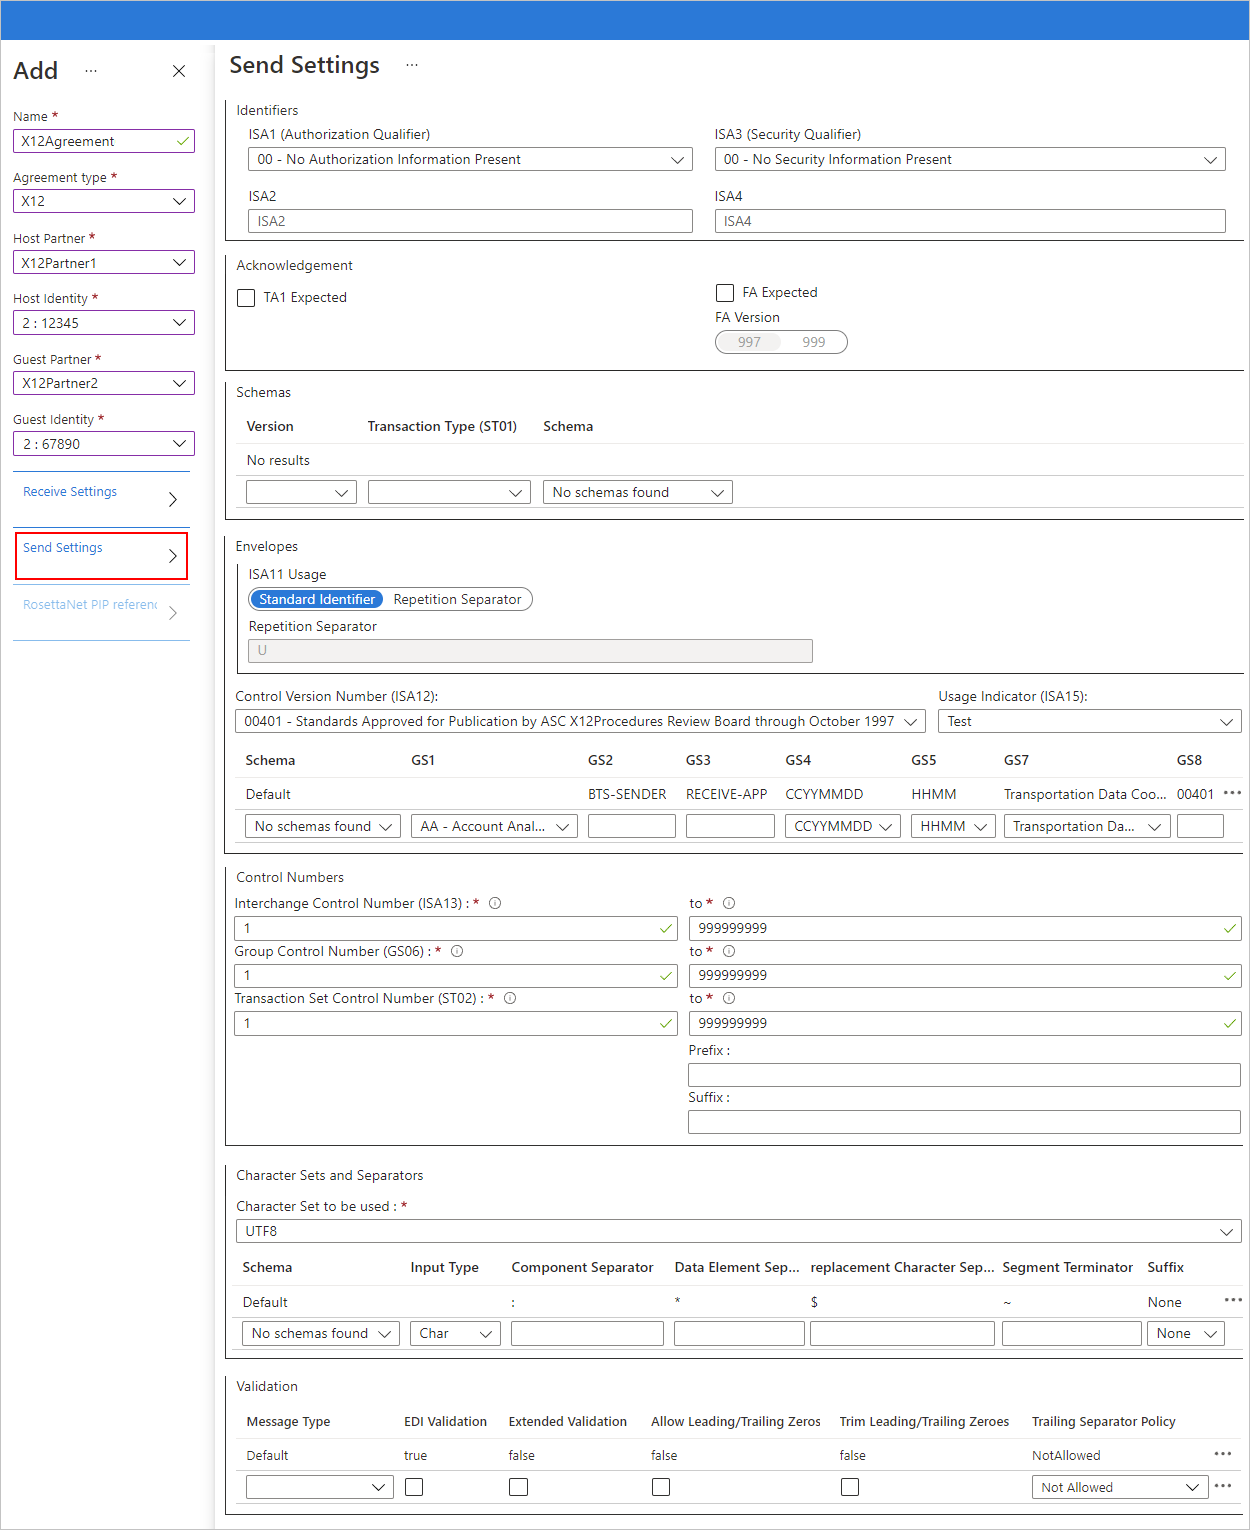 Add ...
Name *
X12Agreement
Agreement type *
X12
Host Partner *
X12Partner1
Host Identity *
2 : 12345
Guest Partner *
X12Partner2
Guest Identity *
2 : 67890
Receive Settings
Send Settings
RosettaNet PIP referenc
Send Settings ...
Identifiers
ISA1 (Authorization Qualifier) ISA3 (Security Qualifier)
00 - No Authorization Information Present 00 - No Security Information Present
ISA2 ISA4
ISA2 ISA4
Acknowledgement
TA1 Expected FA Expected
FA Version
997 999
Schemas
Version Transaction Type (ST01) Schema
No results
No schemas found
Envelopes
ISA11 Usage
Standard Identifier Repetition Separator
Repetition Separator
U
Control Version Number (ISA12): Usage Indicator (ISA15):
00401 - Standards Approved for Publication by ASC X12Procedures Review Board through October 1997 Test
Schema GS1 GS2 GS3 GS4 GS5 GS7 GS8
Default BTS-SENDER RECEIVE-APP CCYYMMDD HHMM Transportation Data Coo... 00401 ...
No schemas found AA - Account Anal... CCYYMMDD HHMM Transportation Da...
Control Numbers
Interchange Control Number (ISA13) : * to *
1 999999999
Group Control Number (GS06) : * to *
1 999999999
Transaction Set Control Number (ST02) : * to *
1 999999999
Prefix :
Suffix :
Character Sets and Separators
Character Set to be used : *
UTF8
Schema Input Type Component Separator Data Element Sep... replacement Character Sep... Segment Terminator Suffix
Default : * $ ~ None ...
No schemas found Char None
Validation
Message Type EDI Validation Extended Validation Allow Leading/Trailing Zeros Trim Leading/Trailing Zeroes Trailing Separator Policy
Default true false false false NotAllowed ...
Not Allowed ...